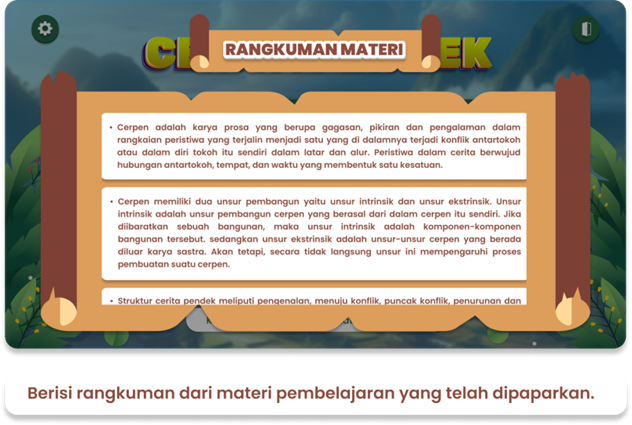 CE
EK
RANGKUMAN MATERI
• Cerpen adalah karya prosa yang berupa gagasan, pikiran dan pengalaman dalam
rangkaian peristiwa yang terjalin menjadi satu yang di dalamnya terjadi konflik antartokoh
atau dalam diri tokoh itu sendiri dalam latar dan alur. Peristiwa dalam cerita berwujud
hubungan antartokoh, tempat, dan waktu yang membentuk satu kesatuan.
• Cerpen memiliki dua unsur pembangun yaitu unsur intrinsik dan unsur ekstrinsik. Unsur
intrinsik adalah unsur pembangun cerpen yang berasal dari dalam cerpen itu sendiri. Jika
diibaratkan sebuah bangunan, maka unsur intrinsik adalah komponen-komponen
bangunan tersebut. sedangkan unsur ekstrinsik adalah unsur-unsur cerpen yang berada
diluar karya sastra. Akan tetapi, secara tidak langsung unsur ini mempengaruhi proses
pembuatan suatu cerpen.
• Struktur cerita pendek meliputi pengenalan, menuju konflik, puncak konflik, penurunan dan
Berisi rangkuman dari materi pembelajaran yang telah dipaparkan.